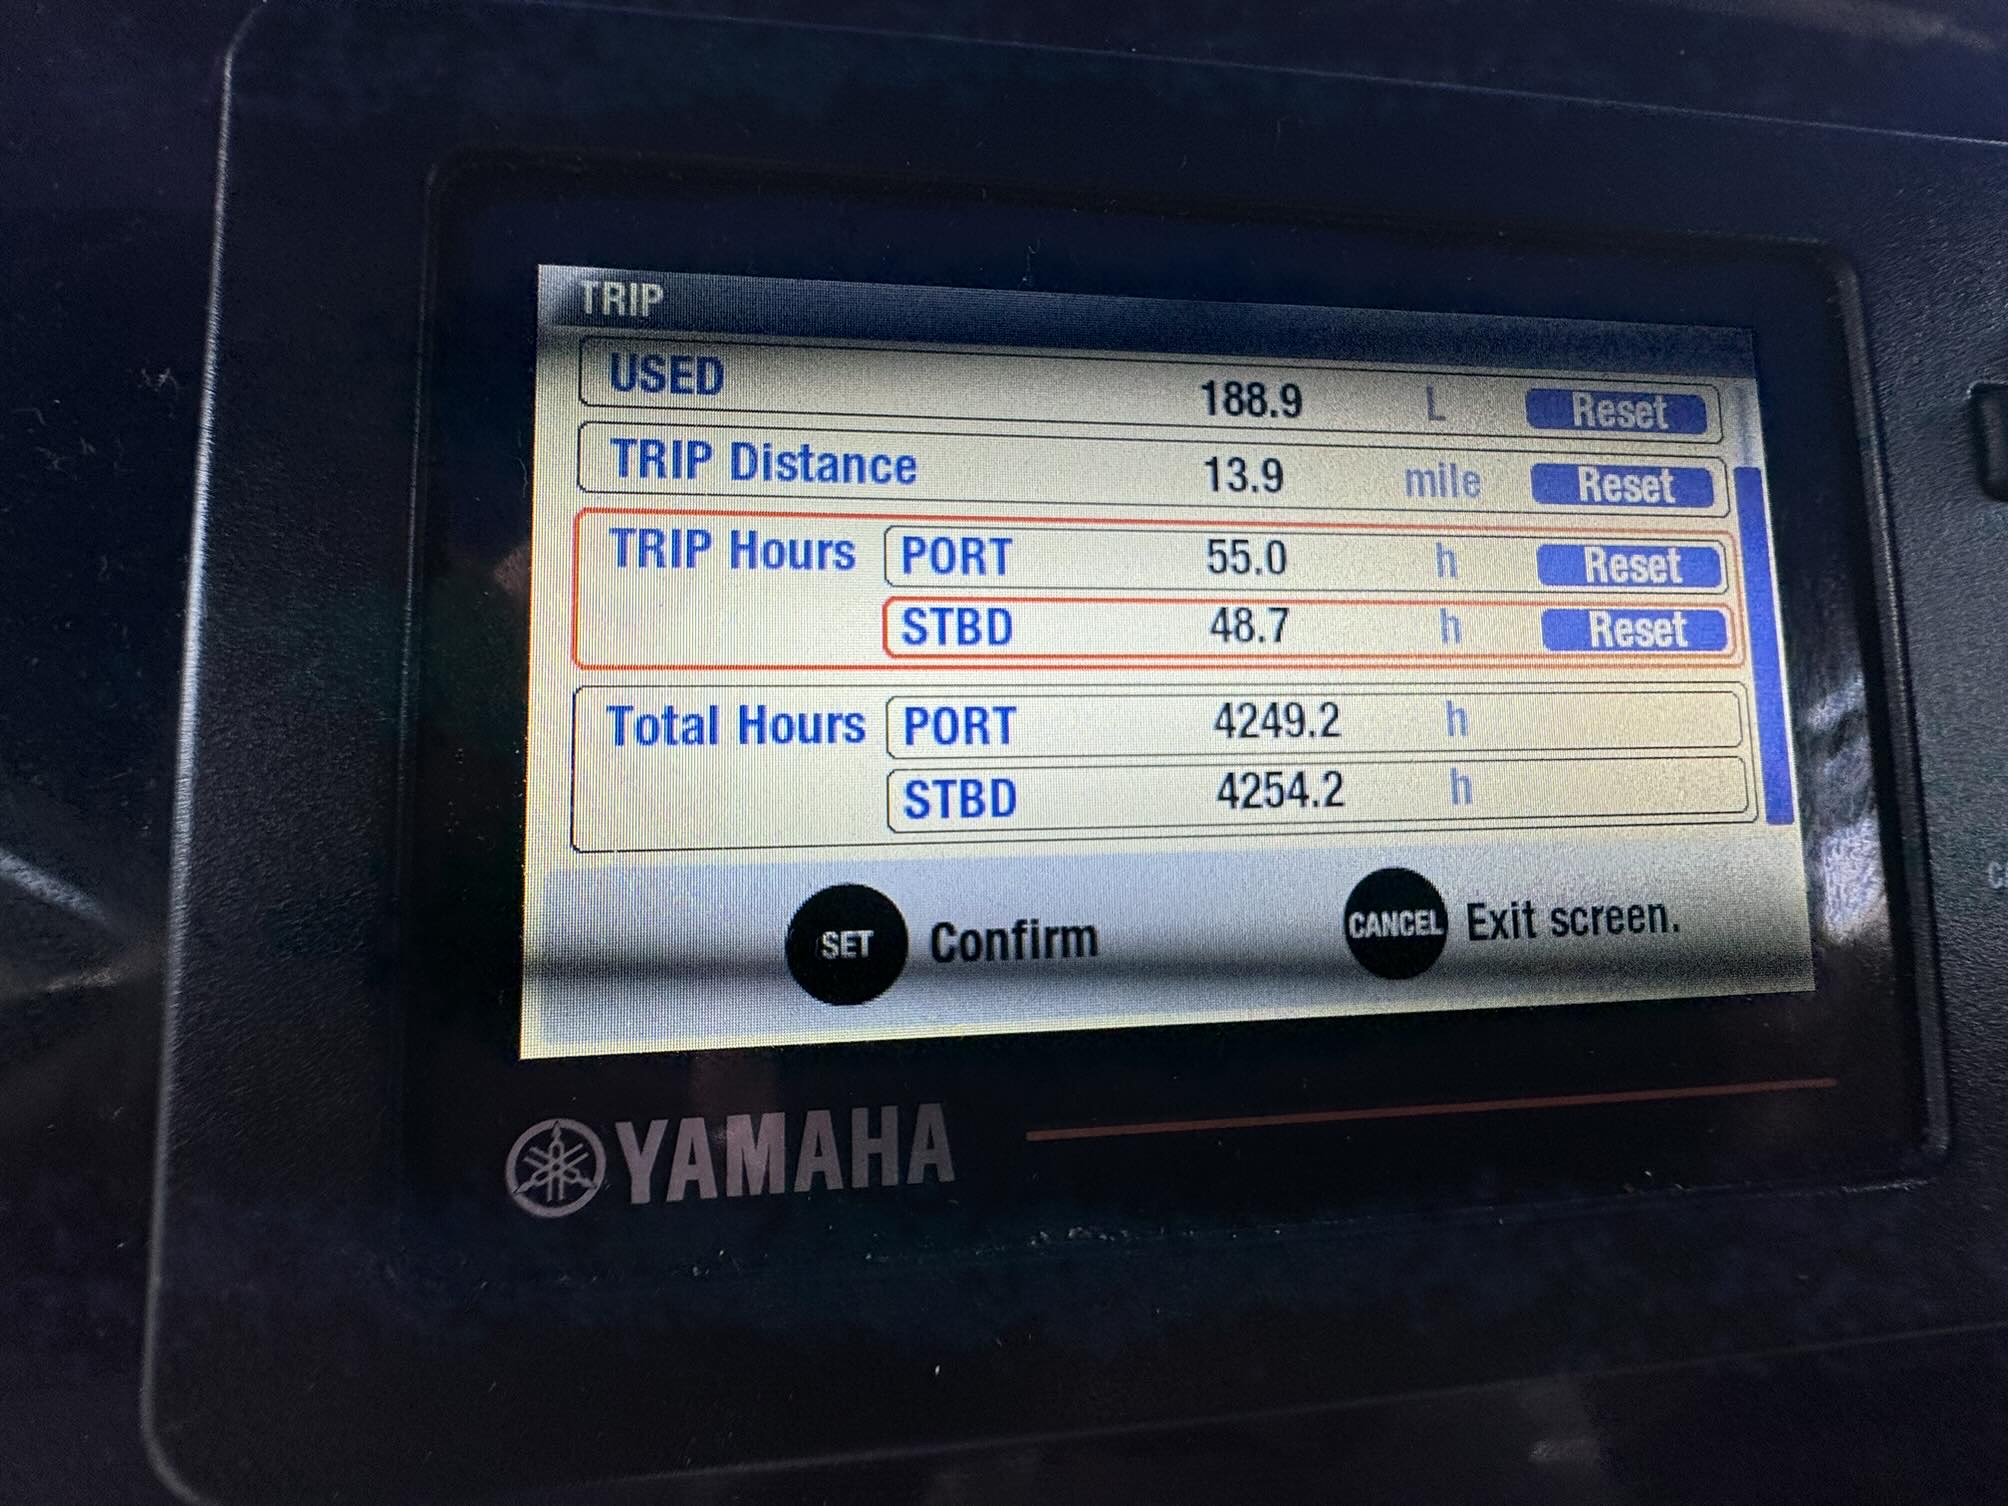 TRIP
USED 188.9 L Reset
TRIP Distance 13.9 mile Reset
TRIP Hours PORT 55.0 h Reset
STBD 48.7 h Reset
Total Hours PORT 4249.2 h
STBD 4254.2 h
SET Confirm CANCEL Exit screen.
YAMAHA